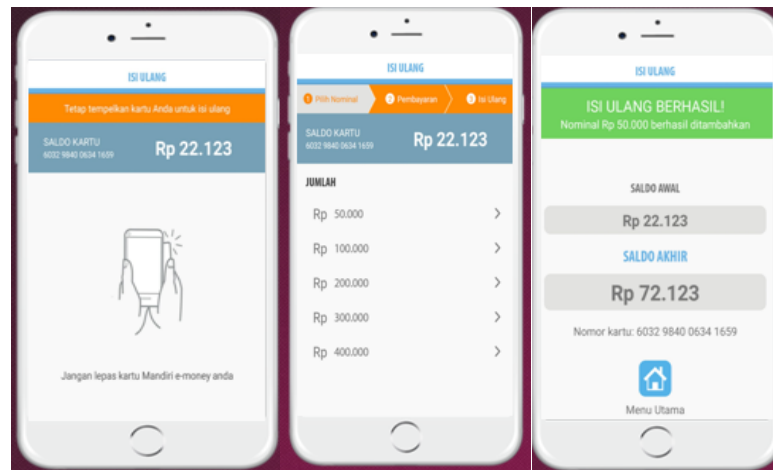 ISI ULANG
Tetap tempelkan kartu Anda untuk isi ulang
SALDO KARTU
6032 9840 0634 1659
Rp 22.123
Jangan lepas kartu Mandiri e-money anda
ISI ULANG
1 Pilih Nominal
2 Pembayaran
3 Isi Ulang
SALDO KARTU
6032 9840 0634 1659
Rp 22.123
JUMLAH
Rp 50.000
Rp 100.000
Rp 200.000
Rp 300.000
Rp 400.000
ISI ULANG
ISI ULANG BERHASIL!
Nominal Rp 50.000 berhasil ditambahkan
SALDO AWAL
Rp 22.123
SALDO AKHIR
Rp 72.123
Nomor kartu: 6032 9840 0634 1659
Menu Utama